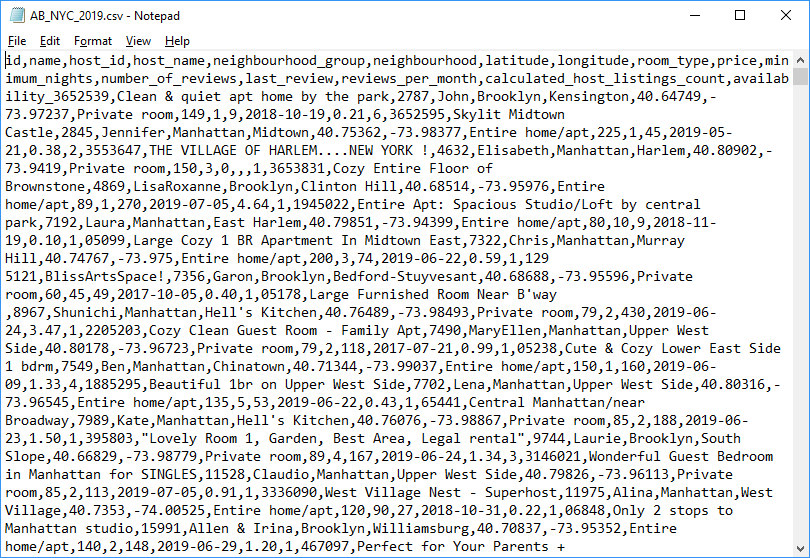 AB_NYC_2019.csv - Notepad
File Edit Format View Help
id,name,host_id,host_name,neighbourhood_group,neighbourhood,latitude,longitude,room_type,price,min
imum_nights,number_of_reviews,last_review,reviews_per_month,calculated_host_listings_count,availab
ility_3652539,Clean & quiet apt home by the park,2787,John,Brooklyn,Kensington,40.64749,-
73.97237,Private room,149,1,9,2018-10-19,0.21,6,3652595,Skylit Midtown
Castle,2845,Jennifer,Manhattan,Midtown,40.75362,-73.98377,Entire home/apt,225,1,45,2019-05-
21,0.38,2,3553647,THE VILLAGE OF HARLEM....NEW YORK !,4632,Elisabeth,Manhattan,Harlem,40.80902,-
73.9419,Private room,150,3,0,,,1,3653831,Cozy Entire Floor of
Brownstone,4869,LisaRoxanne,Brooklyn,Clinton Hill,40.68514,-73.95976,Entire
home/apt,89,1,270,2019-07-05,4.64,1,1945022,Entire Apt: Spacious Studio/Loft by central
park,7192,Laura,Manhattan,East Harlem,40.79851,-73.94399,Entire home/apt,80,10,9,2018-11-
19,0.10,1,05099,Large Cozy 1 BR Apartment In Midtown East,7322,Chris,Manhattan,Murray
Hill,40.74767,-73.975,Entire home/apt,200,3,74,2019-06-22,0.59,1,129
5121,BlissArtsSpace!,7356,Garon,Brooklyn,Bedford-Stuyvesant,40.68688,-73.95596,Private
room,60,45,49,2017-10-05,0.40,1,05178,Large Furnished Room Near B'way
,8967,Shunichi,Manhattan,Hell's Kitchen,40.76489,-73.98493,Private room,79,2,430,2019-06-
24,3.47,1,2205203,Cozy Clean Guest Room - Family Apt,7490,MaryEllen,Manhattan,Upper West
Side,40.80178,-73.96723,Private room,79,2,118,2017-07-21,0.99,1,05238,Cute & Cozy Lower East Side
1 bdrm,7549,Ben,Manhattan,Chinatown,40.71344,-73.99037,Entire home/apt,150,1,160,2019-06-
09,1.33,4,1885295,Beautiful 1br on Upper West Side,7702,Lena,Manhattan,Upper West Side,40.80316,-
73.96545,Entire home/apt,135,5,53,2019-06-22,0.43,1,65441,Central Manhattan/near
Broadway,7989,Kate,Manhattan,Hell's Kitchen,40.76076,-73.98867,Private room,85,2,188,2019-06-
23,1.50,1,395803,"Lovely Room 1, Garden, Best Area, Legal rental",9744,Laurie,Brooklyn,South
Slope,40.66829,-73.98779,Private room,89,4,167,2019-06-24,1.34,3,3146021,Wonderful Guest Bedroom
in Manhattan for SINGLES,11528,Claudio,Manhattan,Upper West Side,40.79826,-73.96113,Private
room,85,2,113,2019-07-05,0.91,1,3336090,West Village Nest - Superhost,11975,Alina,Manhattan,West
Village,40.7353,-74.00525,Entire home/apt,120,90,27,2018-10-31,0.22,1,06848,Only 2 stops to
Manhattan studio,15991,Allen & Irina,Brooklyn,Williamsburg,40.70837,-73.95352,Entire
home/apt,140,2,148,2019-06-29,1.20,1,467097,Perfect for Your Parents +